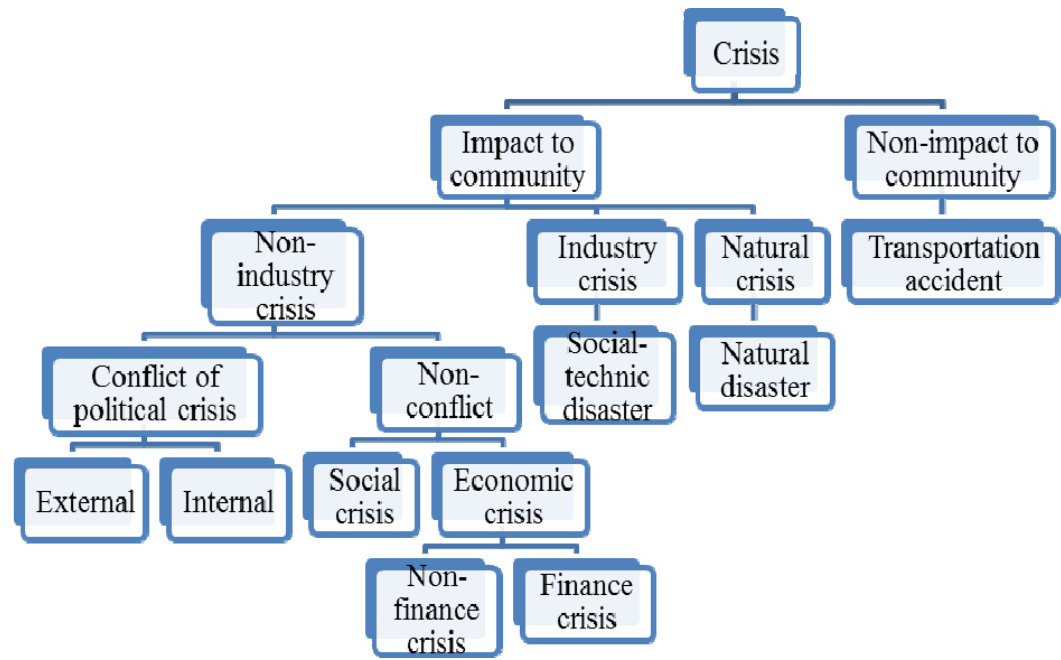 Crisis
Impact to
community
Non-impact to
community
Non-
industry
crisis
Industry
crisis
Natural
crisis
Transportation
accident
Conflict of
political crisis
Non-
conflict
Social-
technic
disaster
Natural
disaster
External
Internal
Social
crisis
Economic
crisis
Non-
finance
crisis
Finance
crisis